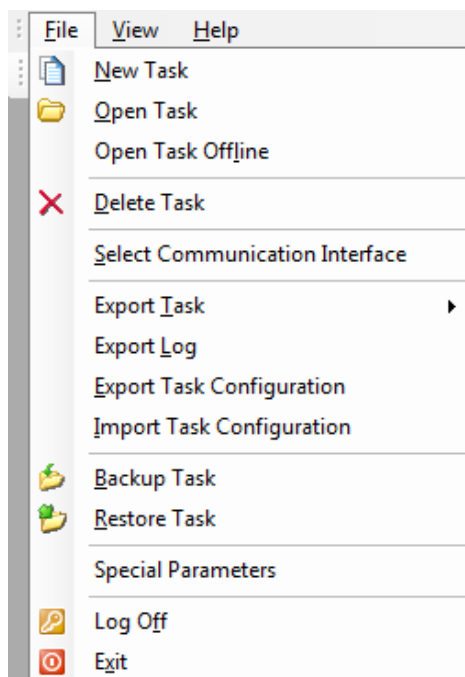 File View Help
New Task
Open Task
Open Task Offline
Delete Task
Select Communication Interface
Export Task
Export Log
Export Task Configuration
Import Task Configuration
Backup Task
Restore Task
Special Parameters
Log Off
Exit